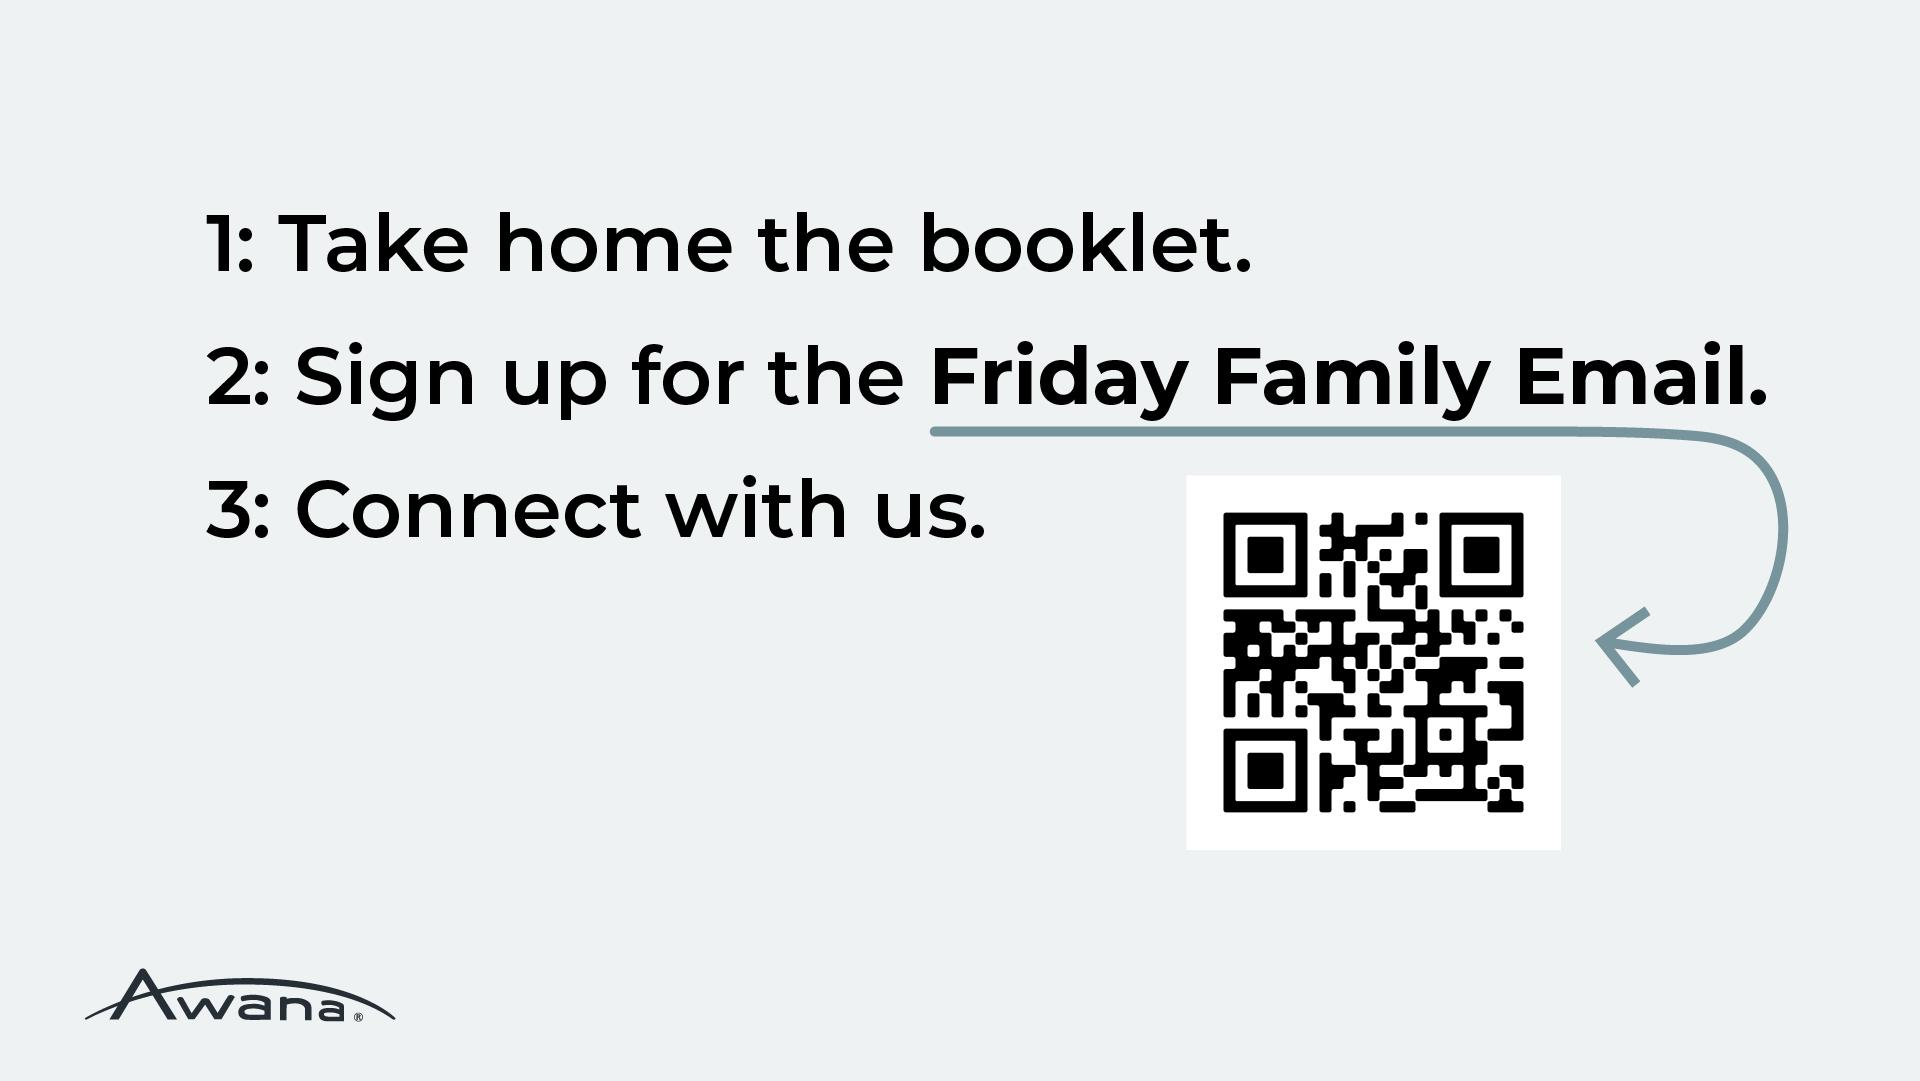 1: Take home the booklet.
2: Sign up for the Friday Family Email.
3: Connect with us.
Awana®